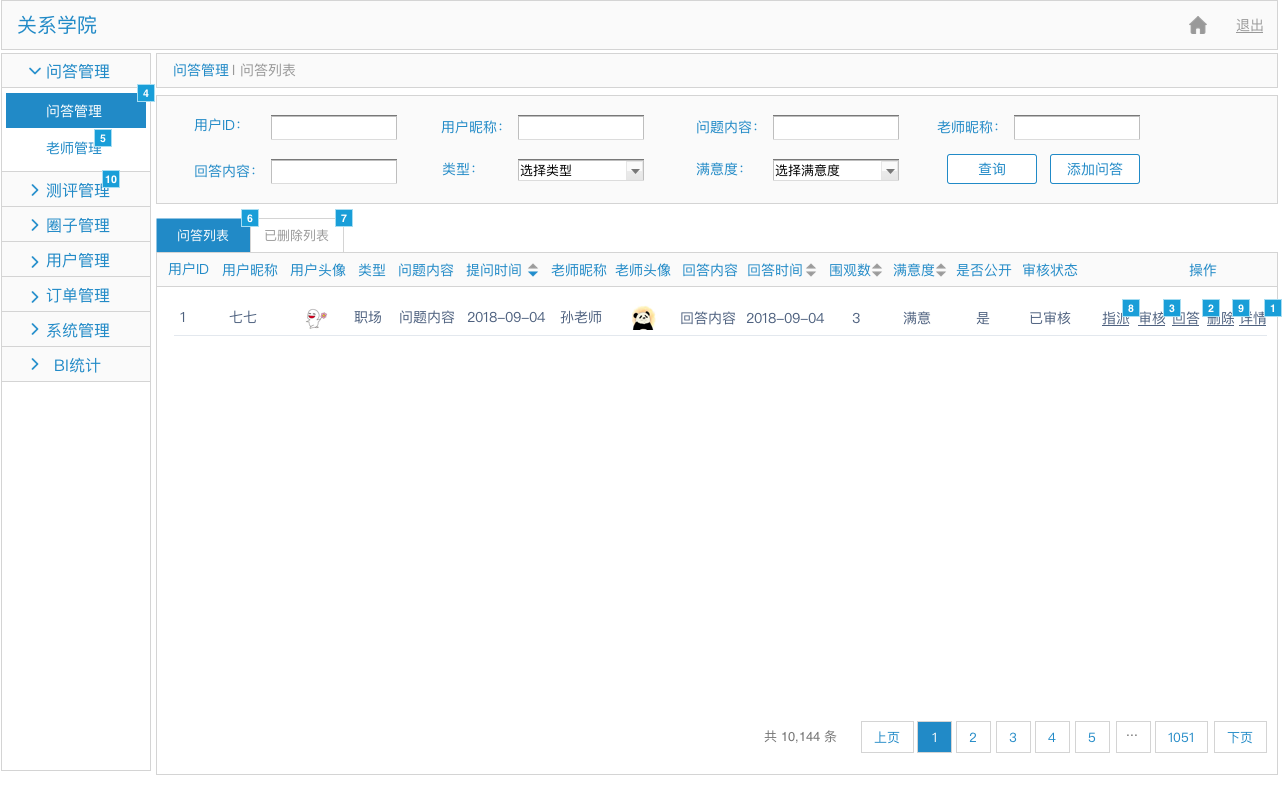 关系学院 退出
问答管理
4
问答管理
5
老师管理
10
测评管理
圈子管理
用户管理
订单管理
系统管理
BI统计
问答管理 | 问答列表
用户ID: 用户昵称: 问题内容: 老师昵称:
回答内容: 类型: 选择类型 满意度: 选择满意度 查询 添加问答
6 7
问答列表 已删除列表
用户ID 用户昵称 用户头像 类型 问题内容 提问时间 老师昵称 老师头像 回答内容 回答时间 围观数 满意度 是否公开 审核状态 操作
8 3 2 9 1
1 七七 职场 问题内容 2018-09-04 孙老师 回答内容 2018-09-04 3 满意 是 已审核 指派 审核 回答 删除 详情
共 10,144 条 上页 1 2 3 4 5 ... 1051 下页